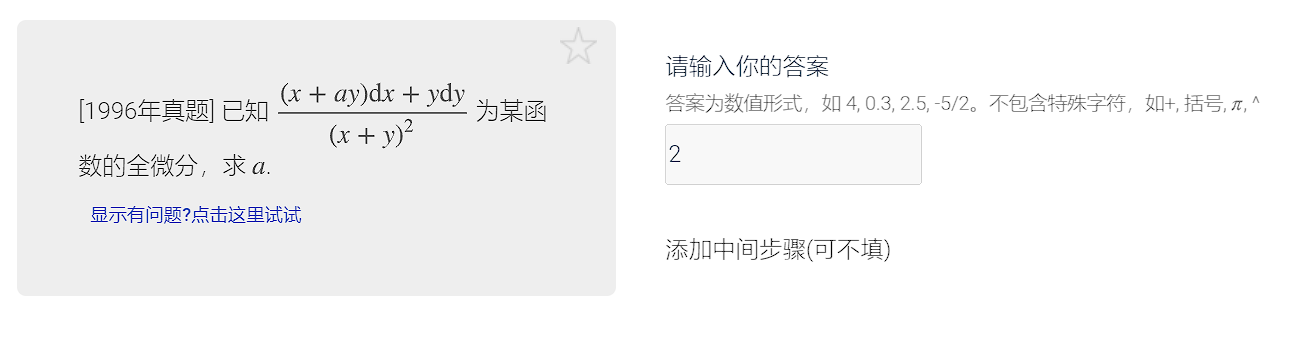 [1996年真题] 已知 \frac{(x + ay)dx + ydy}{(x + y)^2} 为某函
数的全微分，求 a.
显示有问题?点击这里试试
请输入你的答案
答案为数值形式，如 4, 0.3, 2.5, -5/2。不包含特殊字符，如+, 括号, π, ^
2
添加中间步骤(可不填)